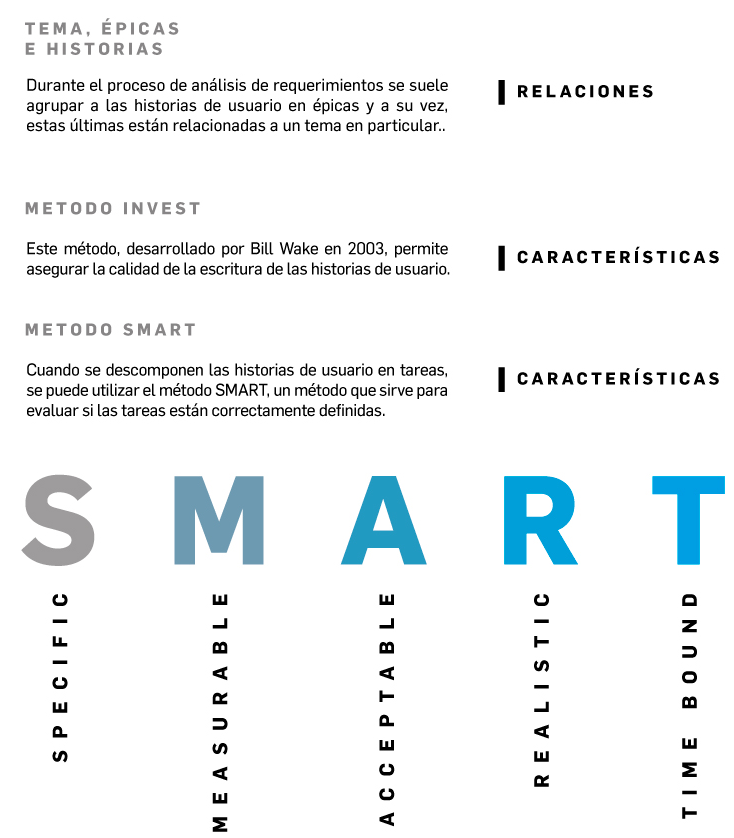 TEMA, ÉPICAS
E HISTORIAS
Durante el proceso de análisis de requerimientos se suele
agrupar a las historias de usuario en épicas y a su vez,
estas últimas están relacionadas a un tema en particular..
RELACIONES
METODO INVEST
Este método, desarrollado por Bill Wake en 2003, permite
asegurar la calidad de la escritura de las historias de usuario.
CARACTERÍSTICAS
METODO SMART
Cuando se descomponen las historias de usuario en tareas,
se puede utilizar el método SMART, un método que sirve para
evaluar si las tareas están correctamente definidas.
CARACTERÍSTICAS
S M A R T
SPECIFIC
MEASURABLE
ACCEPTABLE
REALISTIC
TIME BOUND